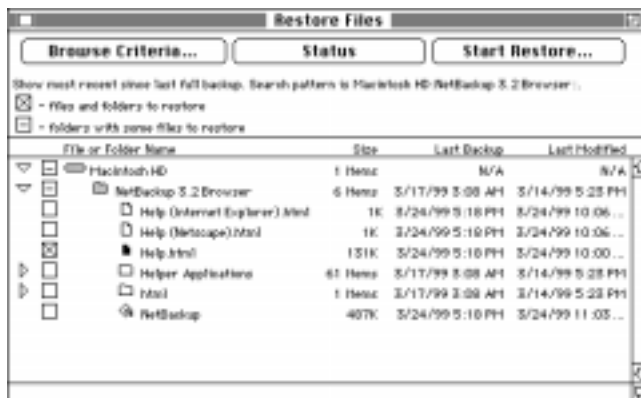 Restore Files
Browse Criteria... Status Start Restore...
Show most recent since last full backup. Search pattern is Macintosh HD:NetBackup 3.2 Browser:.
- files and folders to restore
- folders with some files to restore
File or Folder Name Size Last Backup Last Modified
Macintosh HD 1 items N/A N/A
NetBackup 3.2 Browser 6 items 3/17/99 3:08 AM 3/14/99 5:23 PM
Help (Internet Explorer).html 1K 3/24/99 5:18 PM 3/24/99 10:06 ...
Help (Netscape).html 1K 3/24/99 5:18 PM 3/24/99 10:06 ...
Help.html 131K 3/24/99 5:18 PM 3/24/99 10:00 ...
Helper Applications 61 items 3/17/99 3:08 AM 3/14/99 5:23 PM
html 1 items 3/17/99 3:08 AM 3/14/99 5:23 PM
NetBackup 487K 3/24/99 5:18 PM 3/24/99 11:03 ...